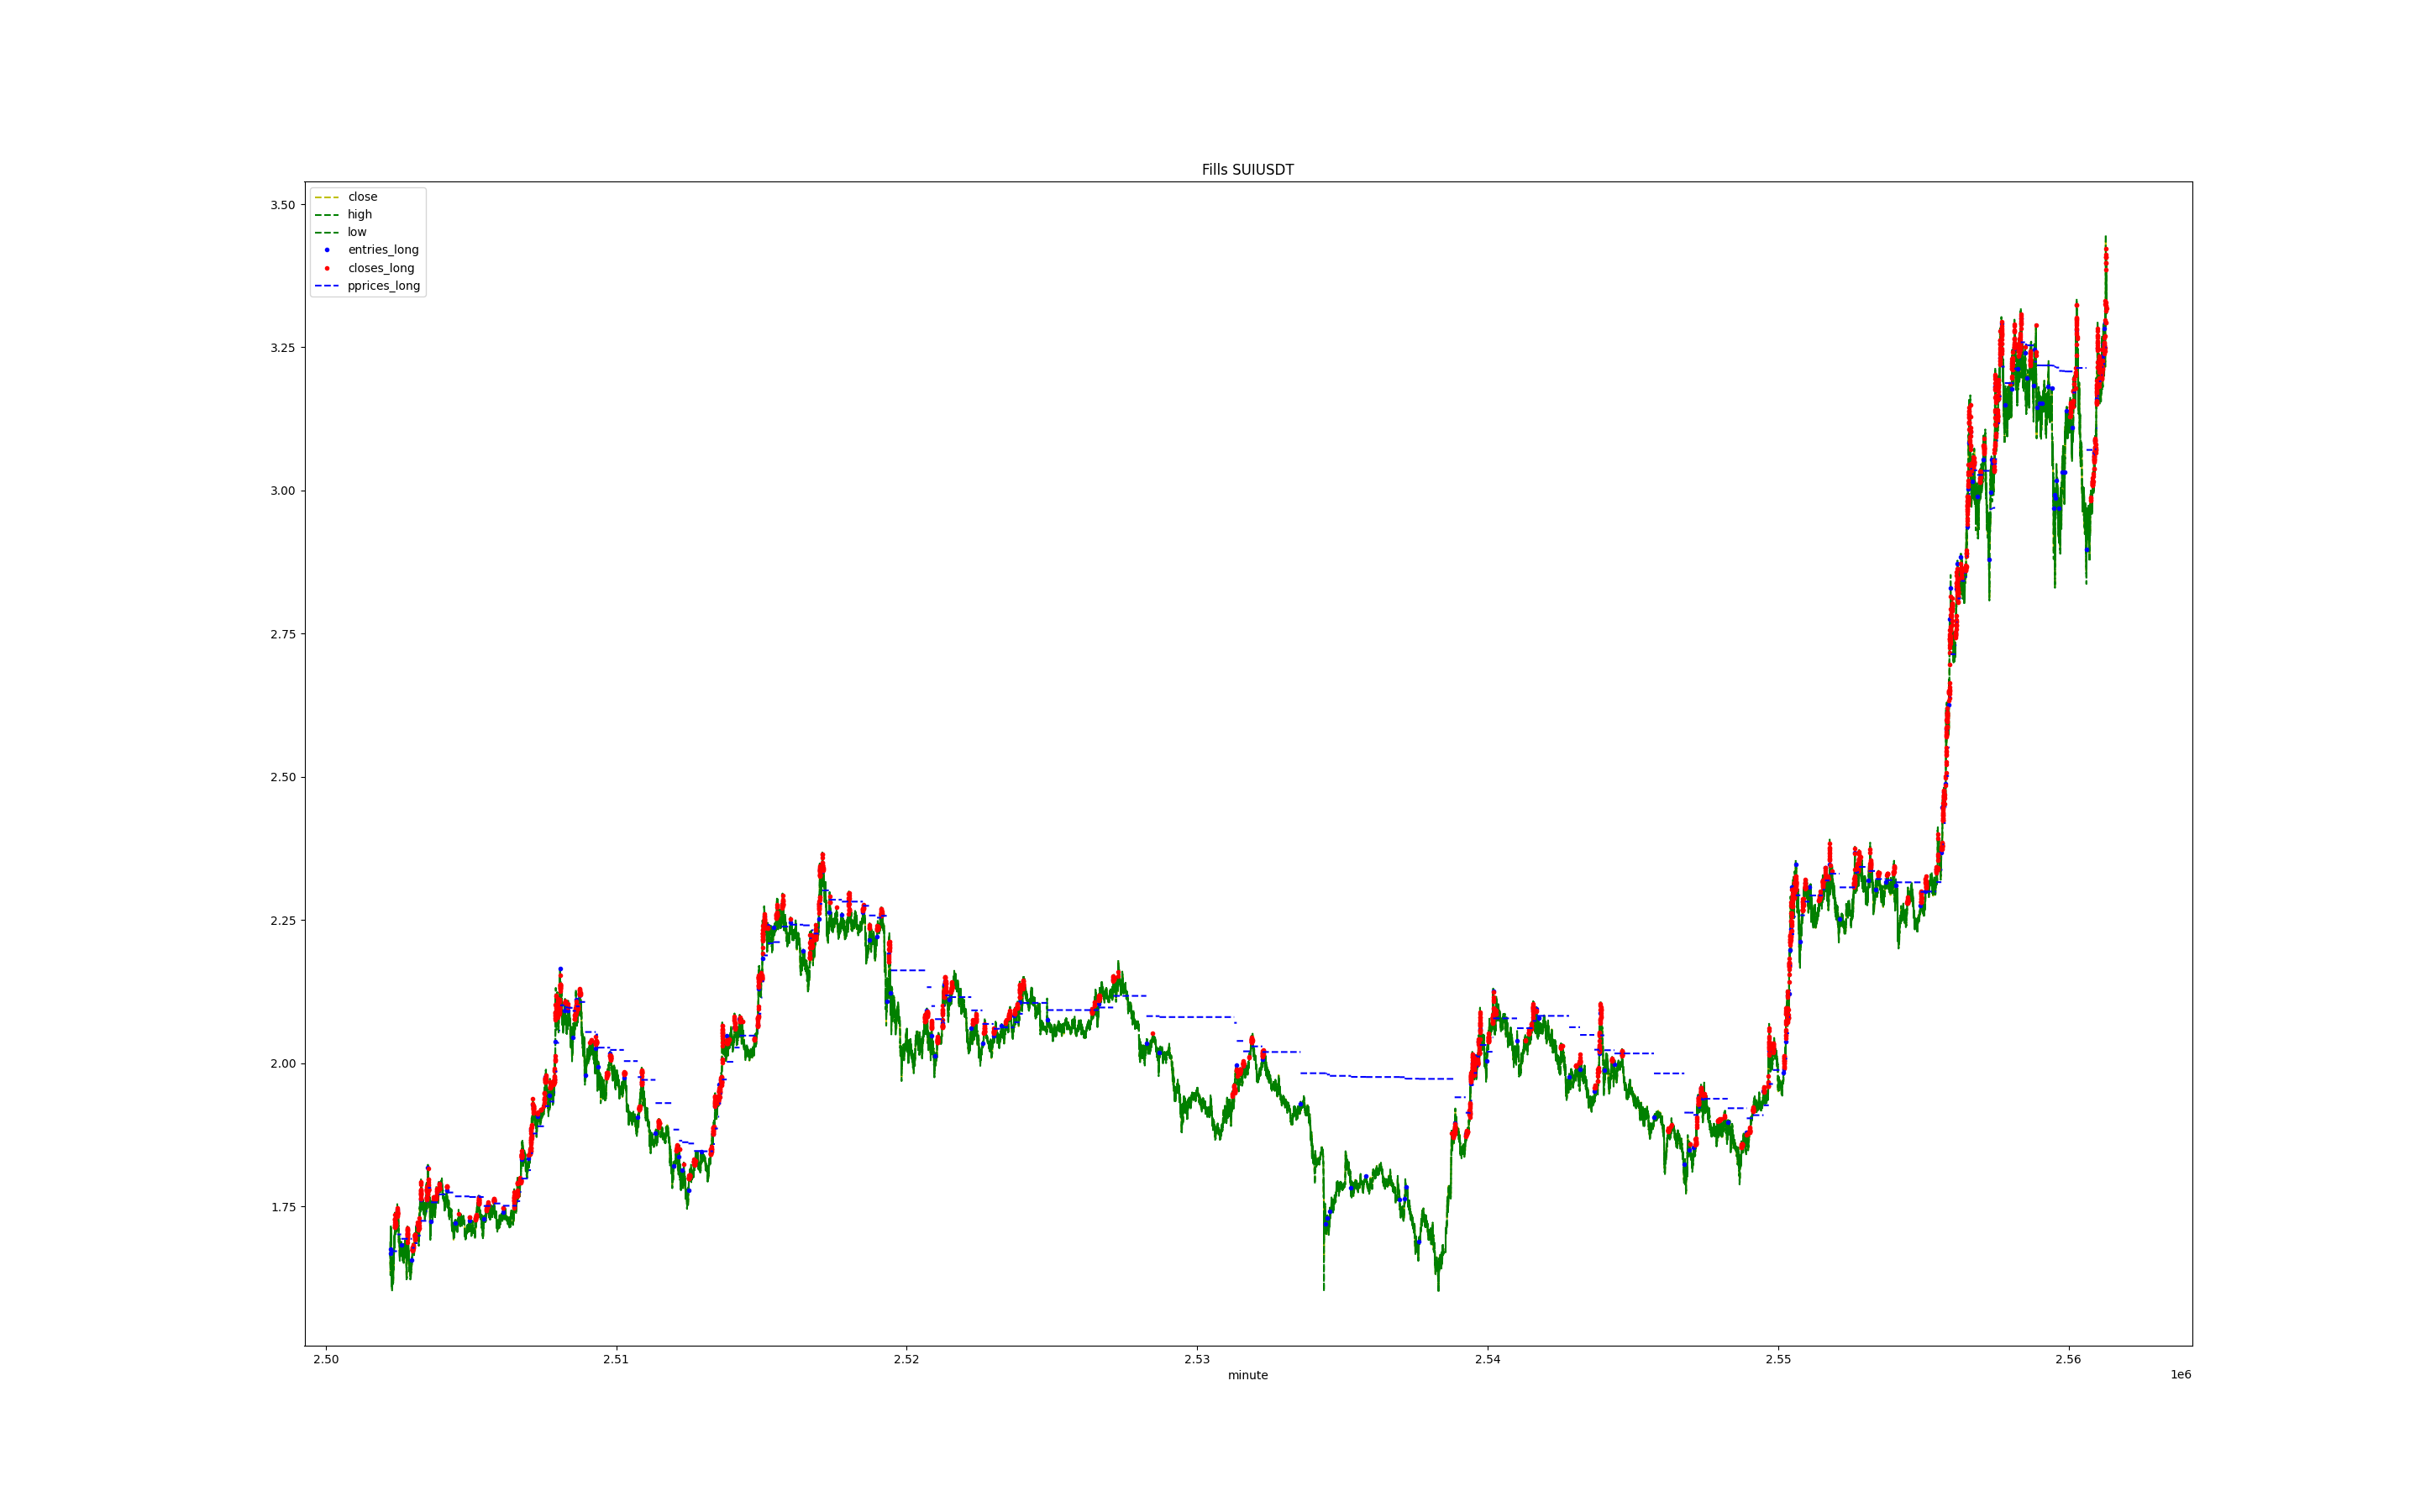 Fills SUIUSDT
close
high
low
entries_long
closes_long
pprices_long
3.50
3.25
3.00
2.75
2.50
2.25
2.00
1.75
2.50 2.51 2.52 2.53 2.54 2.55 2.56
minute
1e6